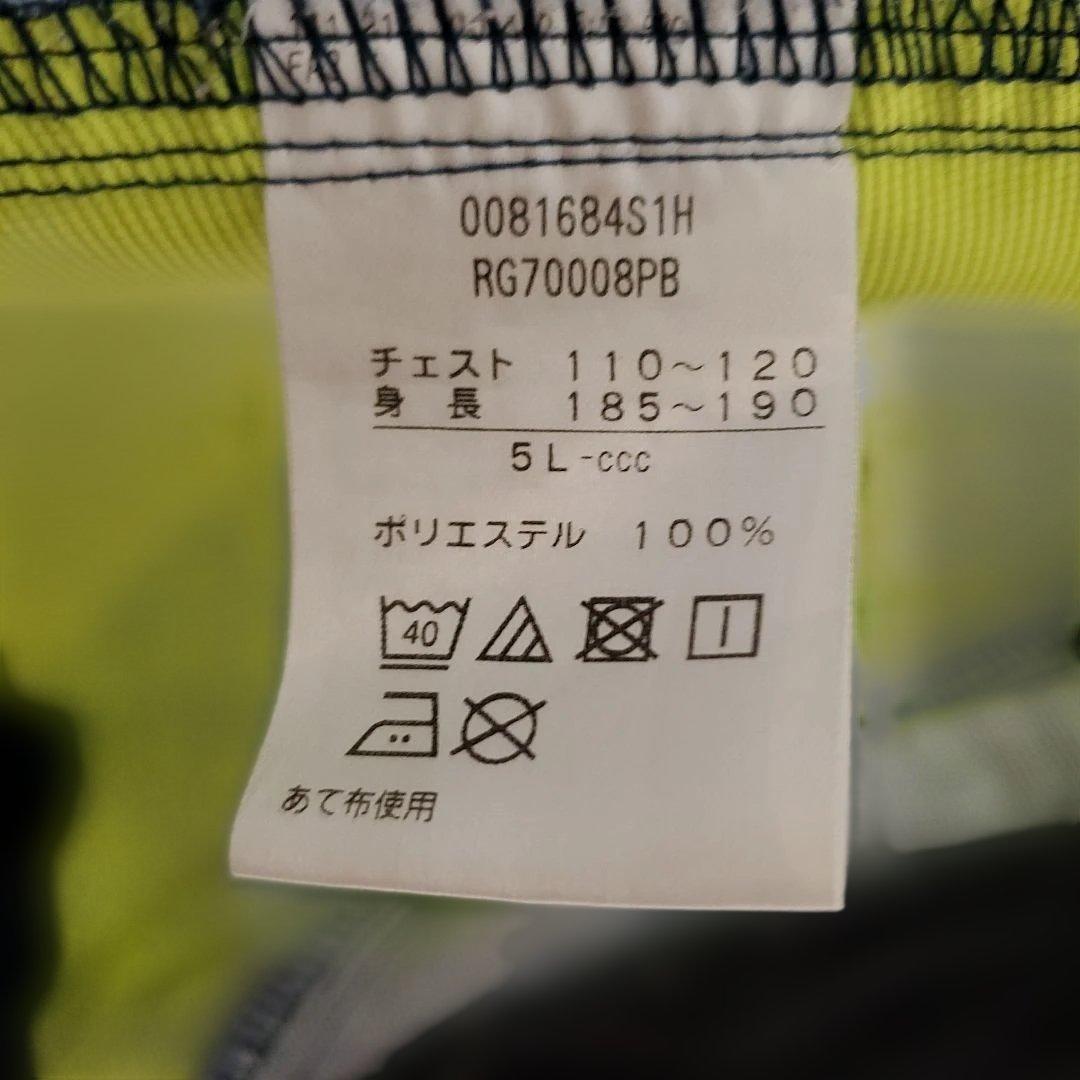 0081684S1H
RG70008PB
チェスト 110～120
身 長 185～190
5L-ccc
ポリエステル 100%
40
あて布使用